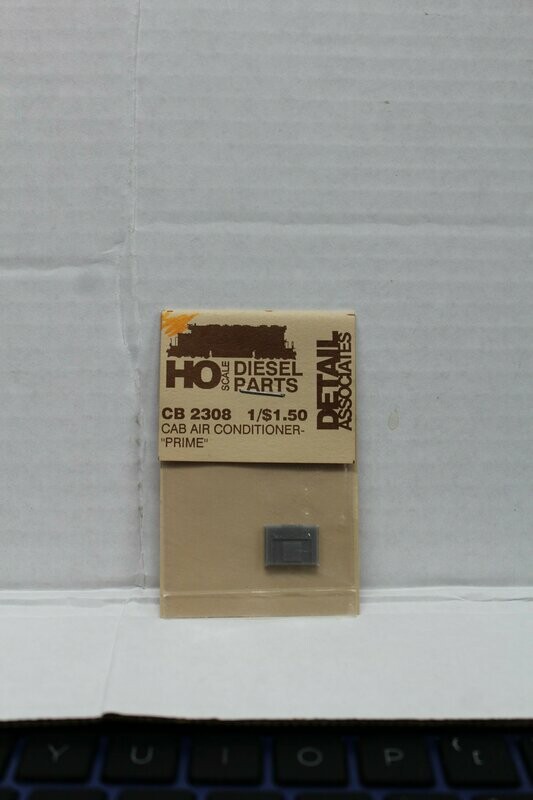 HO SCALE DIESEL PARTS
DETAIL ASSOCIATES
CB 2308 1/$1.50
CAB AIR CONDITIONER-
"PRIME"
Y U I O P {
[